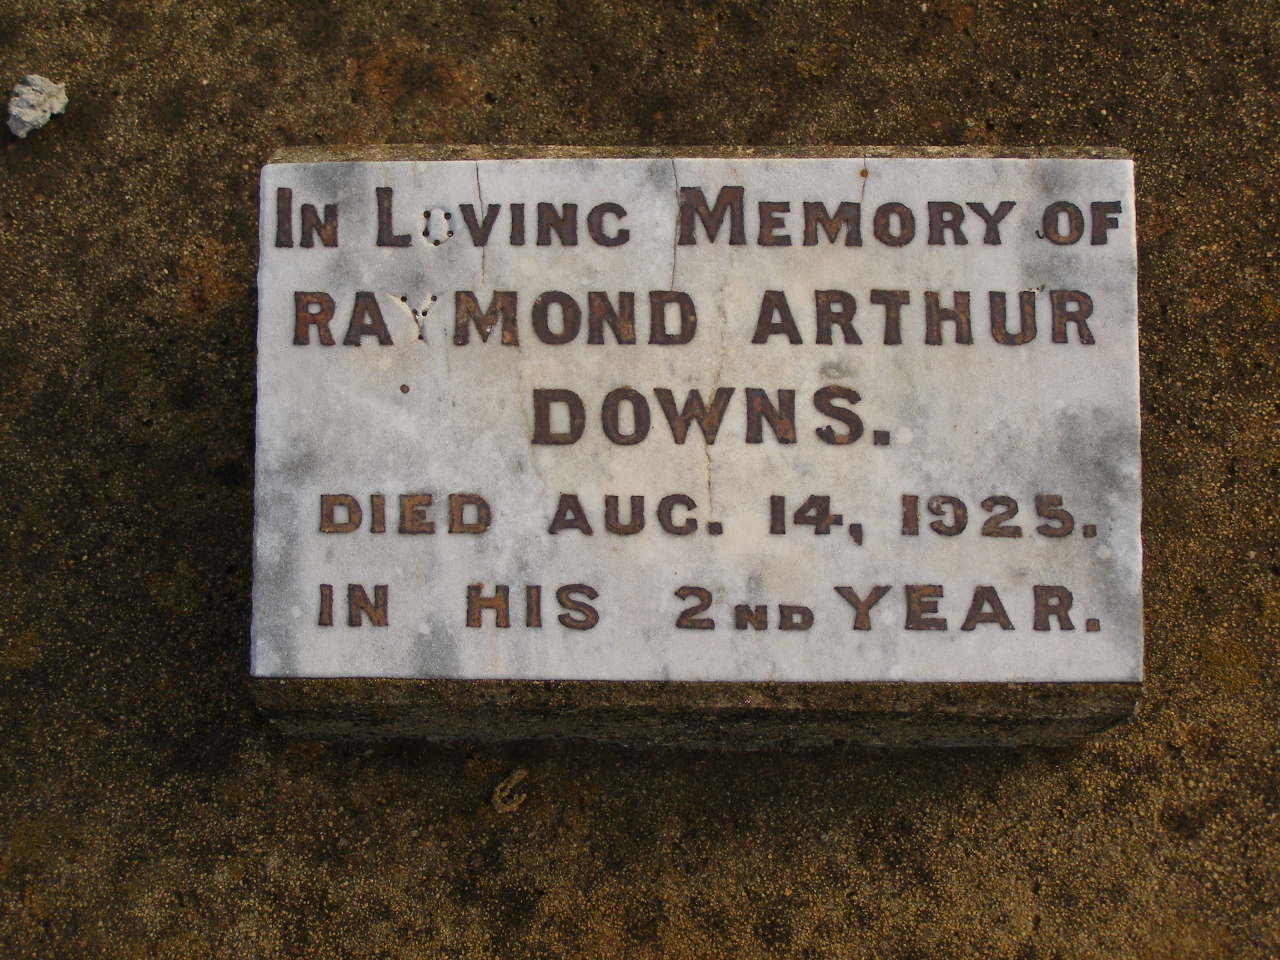 IN LOVING MEMORY OF
RAYMOND ARTHUR
DOWNS.
DIED AUG. 14, 1925.
IN HIS 2ND YEAR.